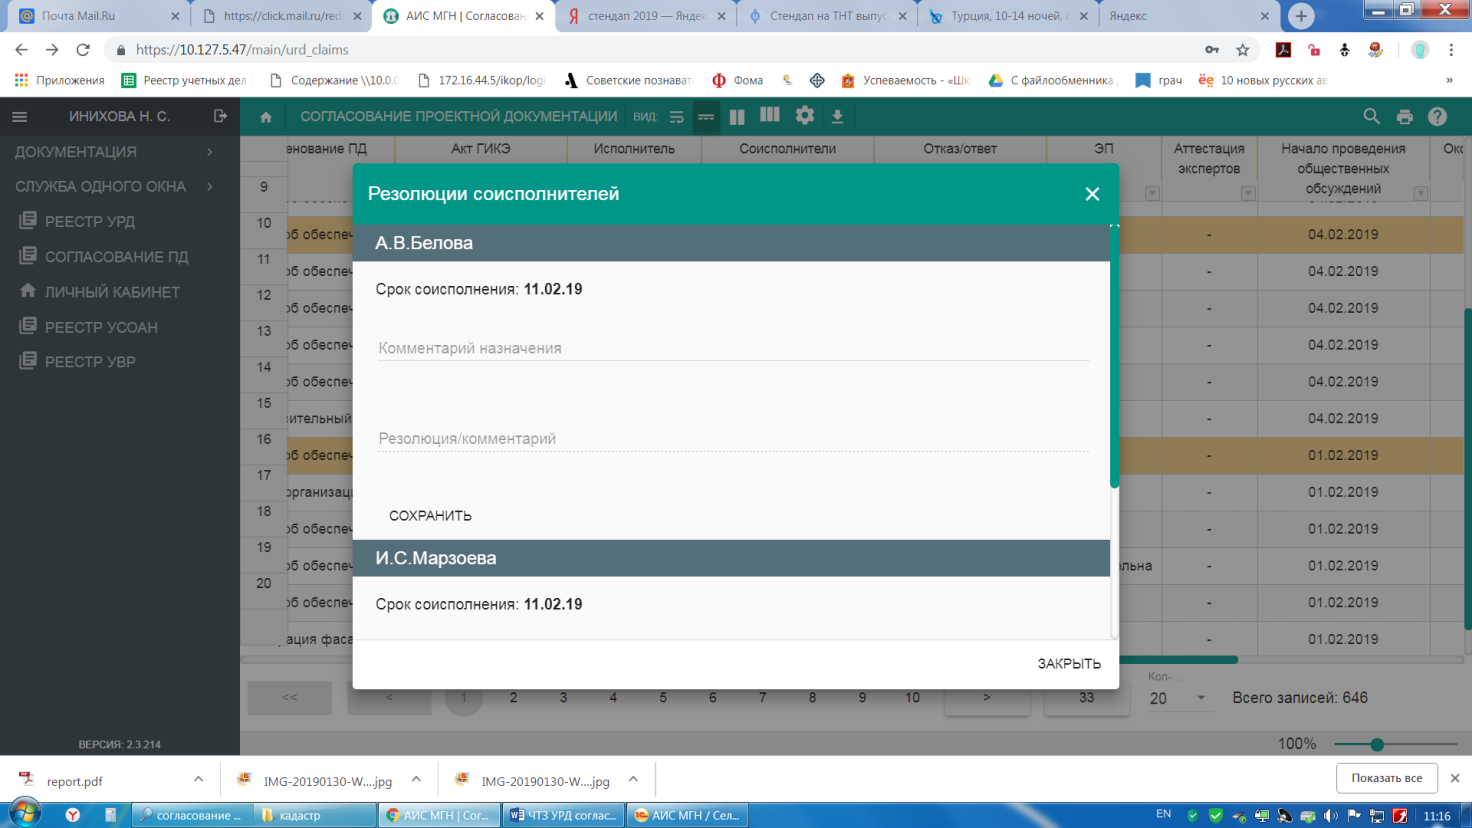 Почта Mail.Ru
https://click.mail.ru/red
АИС МГН | Согласован
стендап 2019 — Яндек
Стендап на ТНТ выпус
Турция, 10-14 ночей, с
Яндекс
https://10.127.5.47/main/urd_claims
Приложения
Реестр учетных дел
Содержание \\10.0.0
172.16.44.5/ikop/logi
Советские познават
Фома
Успеваемость - «Шк
С файлообменника
грач
10 новых русских ав
»
ИНИХОВА Н. С.
СОГЛАСОВАНИЕ ПРОЕКТНОЙ ДОКУМЕНТАЦИИ
ВИД:
ДОКУМЕНТАЦИЯ
СЛУЖБА ОДНОГО ОКНА
РЕЕСТР УРД
СОГЛАСОВАНИЕ ПД
ЛИЧНЫЙ КАБИНЕТ
РЕЕСТР УСОАН
РЕЕСТР УВР
ВЕРСИЯ: 2.3.214
енование ПД
Акт ГИКЭ
Исполнитель
Соисполнители
Отказ/ответ
ЭП
Аттестация экспертов
Начало проведения общественных обсуждений
Око
9
10
об обеспеч
- 04.02.2019
11
об обеспеч
- 04.02.2019
12
об обеспеч
- 04.02.2019
13
об обеспеч
- 04.02.2019
14
об обеспеч
- 04.02.2019
15
ительный
- 04.02.2019
16
об обеспеч
- 01.02.2019
17
организац
- 01.02.2019
18
об обеспеч
- 01.02.2019
19
об обеспеч
ельна
- 01.02.2019
20
об обеспеч
- 01.02.2019
ация фаса
- 01.02.2019
Резолюции соисполнителей
А.В.Белова
Срок соисполнения: 11.02.19
Комментарий назначения
Резолюция/комментарий
СОХРАНИТЬ
И.С.Марзоева
Срок соисполнения: 11.02.19
ЗАКРЫТЬ
<< < 1 2 3 4 5 6 7 8 9 10 > 33
Кол-...
20
Всего записей: 646
100%
report.pdf
IMG-20190130-W....jpg
IMG-20190130-W....jpg
Показать все
согласование ...
кадастр
АИС МГН | Сог...
ЧТЗ УРД соглас...
АИС МГН / Сел...
EN
11:16